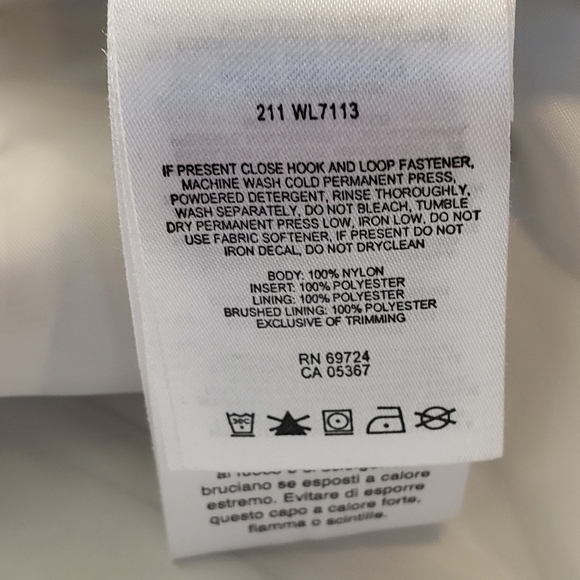 211 WL7113
IF PRESENT CLOSE HOOK AND LOOP FASTENER,
MACHINE WASH COLD PERMANENT PRESS,
POWDERED DETERGENT, RINSE THOROUGHLY,
WASH SEPARATELY, DO NOT BLEACH, TUMBLE
DRY PERMANENT PRESS LOW, IRON LOW, DO NOT
USE FABRIC SOFTENER, IF PRESENT DO NOT
IRON DECAL, DO NOT DRYCLEAN
BODY: 100% NYLON
INSERT: 100% POLYESTER
LINING: 100% POLYESTER
BRUSHED LINING: 100% POLYESTER
EXCLUSIVE OF TRIMMING
RN 69724
CA 05367
30C
bruciano se esposti a calore
estremo. Evitare di esporre
questo capo a calore forte,
fiamma o scintille.